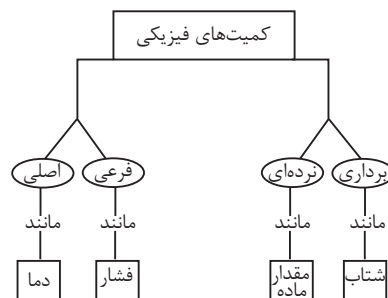 کمیت‌های فیزیکی
برداری
نرده‌ای
فرعی
اصلی
مانند
مانند
مانند
مانند
شتاب
مقدار
ماده
فشار
دما